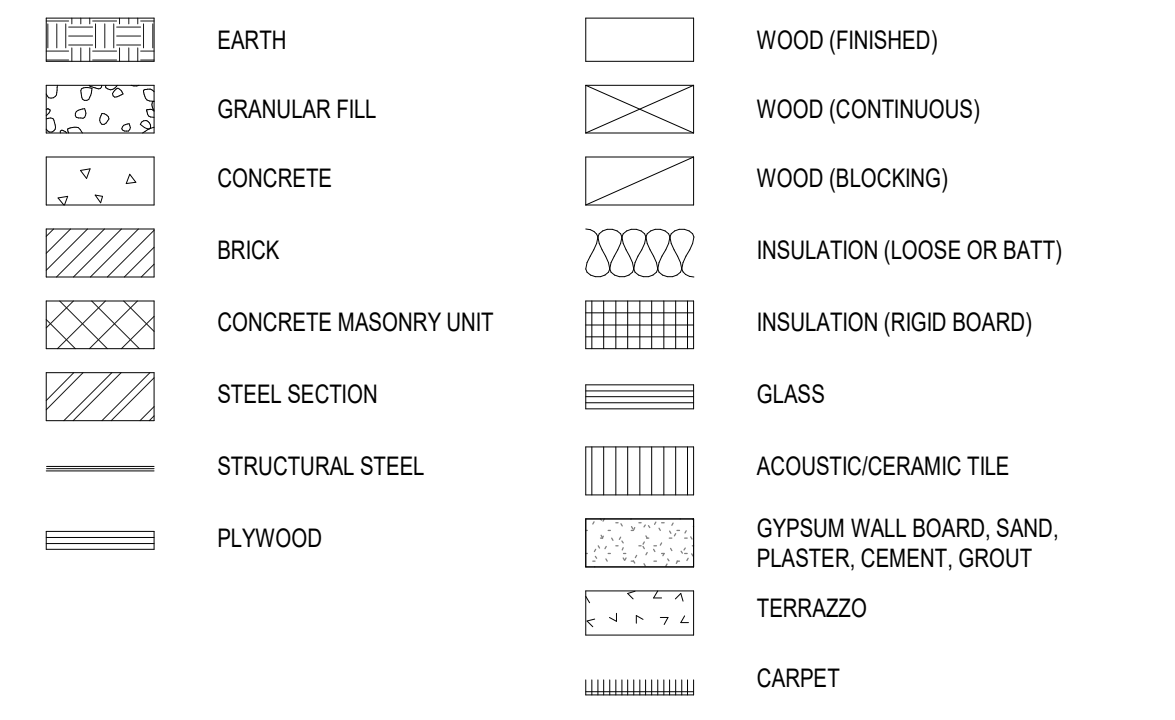 EARTH
GRANULAR FILL
CONCRETE
BRICK
CONCRETE MASONRY UNIT
STEEL SECTION
STRUCTURAL STEEL
PLYWOOD
WOOD (FINISHED)
WOOD (CONTINUOUS)
WOOD (BLOCKING)
INSULATION (LOOSE OR BATT)
INSULATION (RIGID BOARD)
GLASS
ACOUSTIC/CERAMIC TILE
GYPSUM WALL BOARD, SAND,
PLASTER, CEMENT, GROUT
TERRAZZO
CARPET